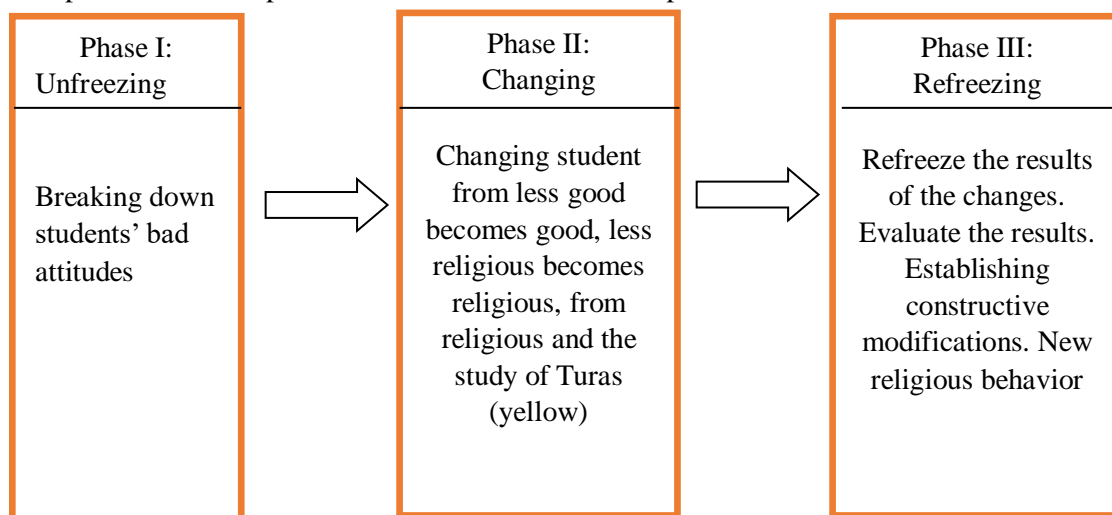 Phase I:
Unfreezing
Breaking down
students’ bad
attitudes
Phase II:
Changing
Changing student
from less good
becomes good, less
religious becomes
religious, from
religious and the
study of Turas
(yellow)
Phase III:
Refreezing
Refreeze the results
of the changes.
Evaluate the results.
Establishing
constructive
modifications. New
religious behavior